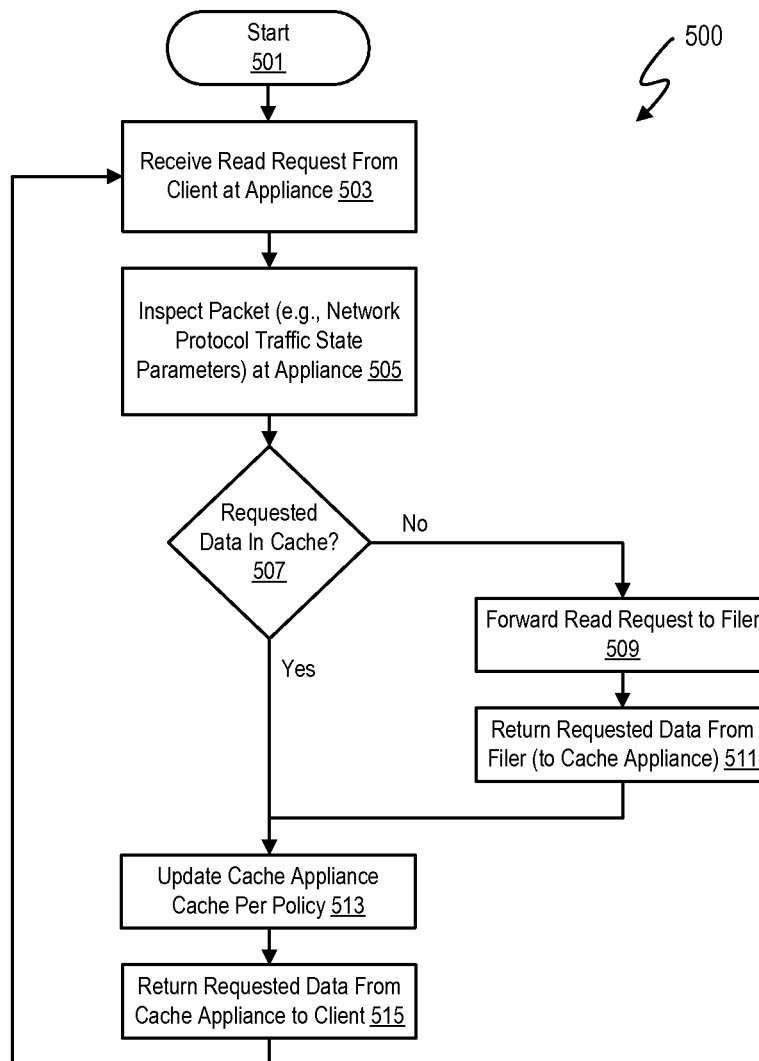 Start
501
500
Receive Read Request From
Client at Appliance 503
Inspect Packet (e.g., Network
Protocol Traffic State
Parameters) at Appliance 505
Requested
Data In Cache?
507
No
Yes
Forward Read Request to Filer
509
Return Requested Data From
Filer (to Cache Appliance) 511
Update Cache Appliance
Cache Per Policy 513
Return Requested Data From
Cache Appliance to Client 515